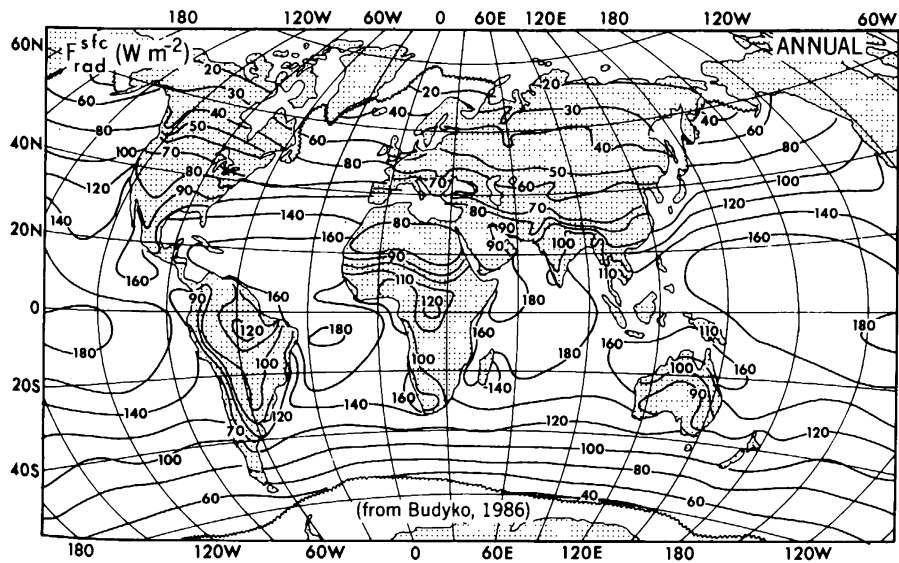 180 120W 60W 0 60E 120E 180 120W 60W
60N F sfc rad (W m-2) ANNUAL
20
20
30 20
60
40 40 30 40
80 50 60 60
40N 60
100 70 40 80
80
80 50 100
120 90 70 60 120
70
140 80 140
140 80
20N 90
160 90 100 160
90
110
160 110
90 160 120 180
0
120 110
180 160
180
100 100 180 100
160
20S 140
160 90
140 140
120
70 120
100
100
40S 80
60 40
60
(from Budyko, 1986)
180 120W 60W 0 60E 120E 180 120W